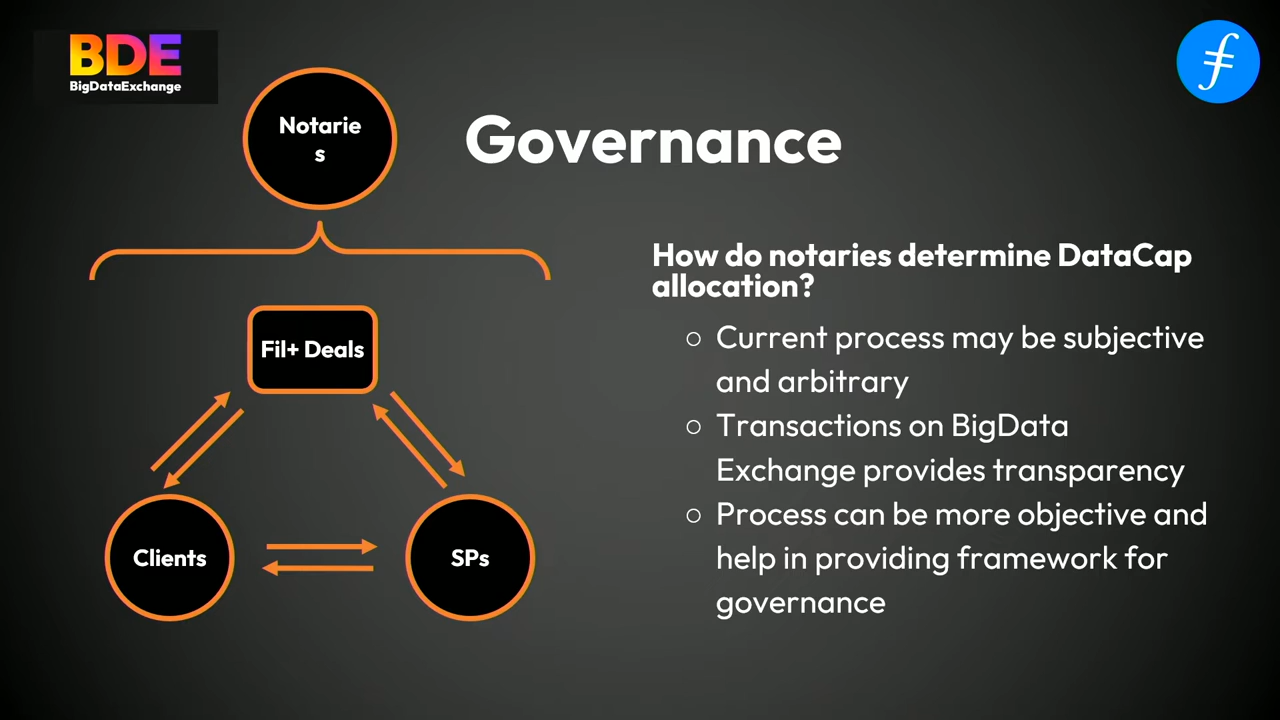 BDE
BigDataExchange
Notarie
s
Governance
How do notaries determine DataCap
allocation?
○ Current process may be subjective
and arbitrary
○ Transactions on BigData
Exchange provides transparency
○ Process can be more objective and
help in providing framework for
governance
Fil+ Deals
Clients
SPs